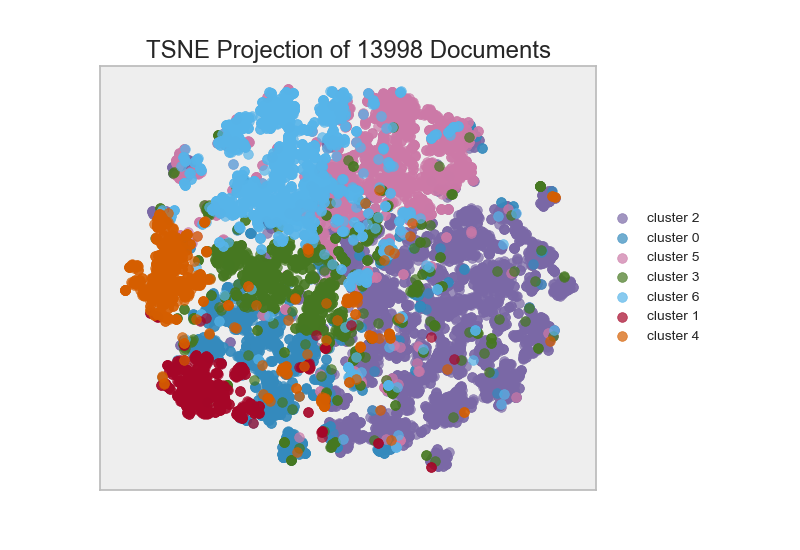 TSNE Projection of 13998 Documents
cluster 2
cluster 0
cluster 5
cluster 3
cluster 6
cluster 1
cluster 4